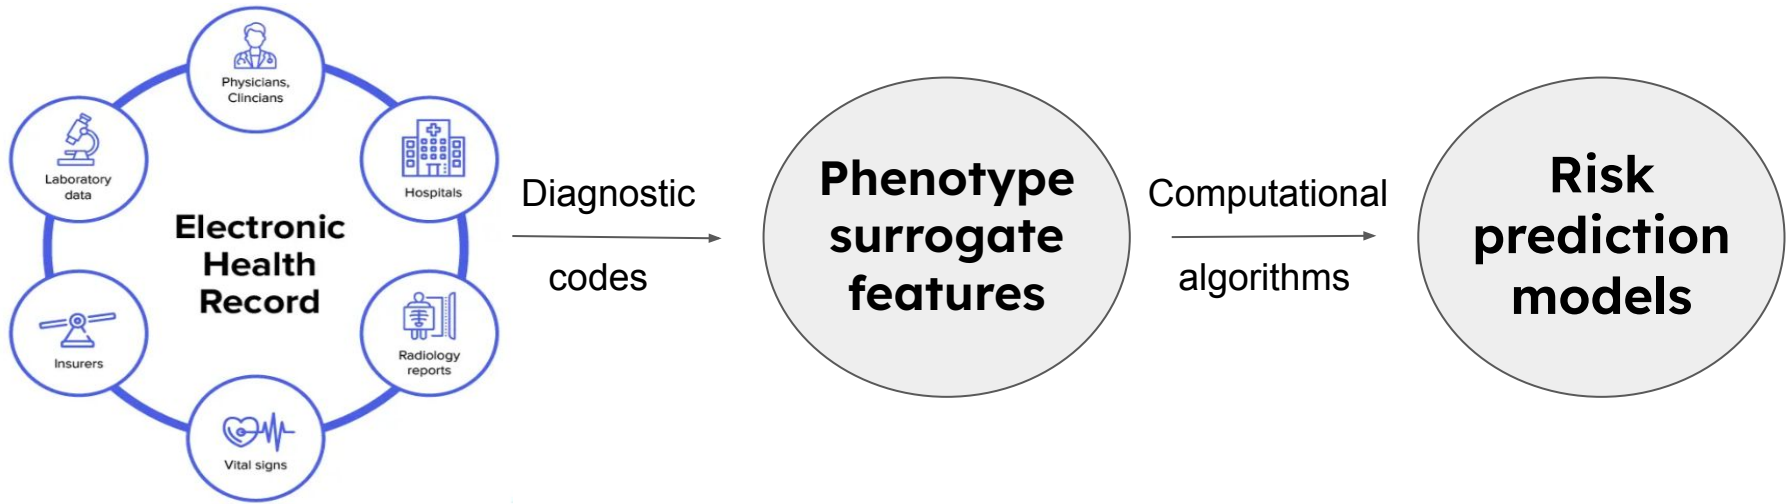 Physicians,
Clincians
Laboratory
data
Hospitals
Electronic
Health
Record
Insurers
Radiology
reports
Vital signs
Diagnostic
codes
Phenotype
surrogate
features
Computational
algorithms
Risk
prediction
models